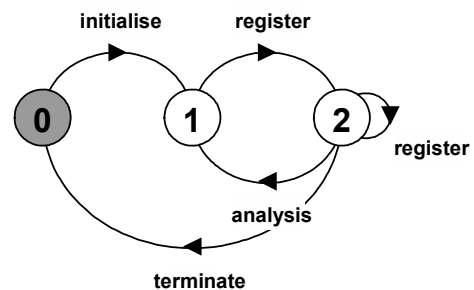 initialise
register
0
1
2
register
analysis
terminate